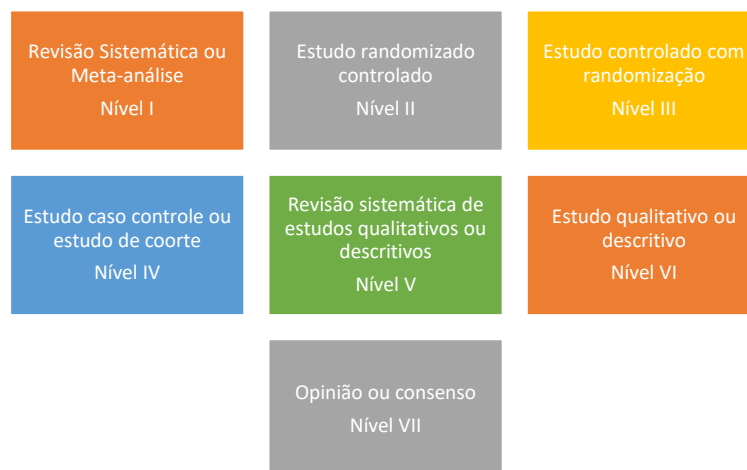 Revisão Sistemática ou
Meta-análise
Nível I
Estudo randomizado
controlado
Nível II
Estudo controlado com
randomização
Nível III
Estudo caso controle ou
estudo de coorte
Nível IV
Revisão sistemática de
estudos qualitativos ou
descritivos
Nível V
Estudo qualitativo ou
descritivo
Nível VI
Opinião ou consenso
Nível VII